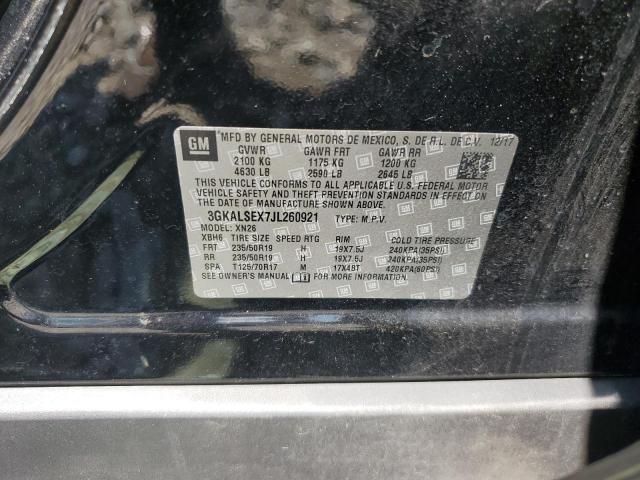 GM
MFD BY GENERAL MOTORS DE MEXICO, S. DE R.L. DE C.V. 12/17
GVWR GAWR FRT GAWR RR
2100 KG 1175 KG 1200 KG
4630 LB 2590 LB 2645 LB
THIS VEHICLE CONFORMS TO ALL APPLICABLE U.S. FEDERAL MOTOR
VEHICLE SAFETY AND THEFT PREVENTION STANDARDS IN EFFECT ON
THE DATE OF MANUFACTURE SHOWN ABOVE.
3GKALSEX7JL260921 TYPE: M.P.V.
MODEL: XN26
XBH6 TIRE SIZE SPEED RTG RIM COLD TIRE PRESSURE
FRT 235/50R19 H 19X7.5J 240KPA(35PSI)
RR 235/50R19 H 19X7.5J 240KPA(35PSI)
SPA T125/70R17 M 17X4BT 420KPA(60PSI)
SEE OWNER'S MANUAL FOR MORE INFORMATION.